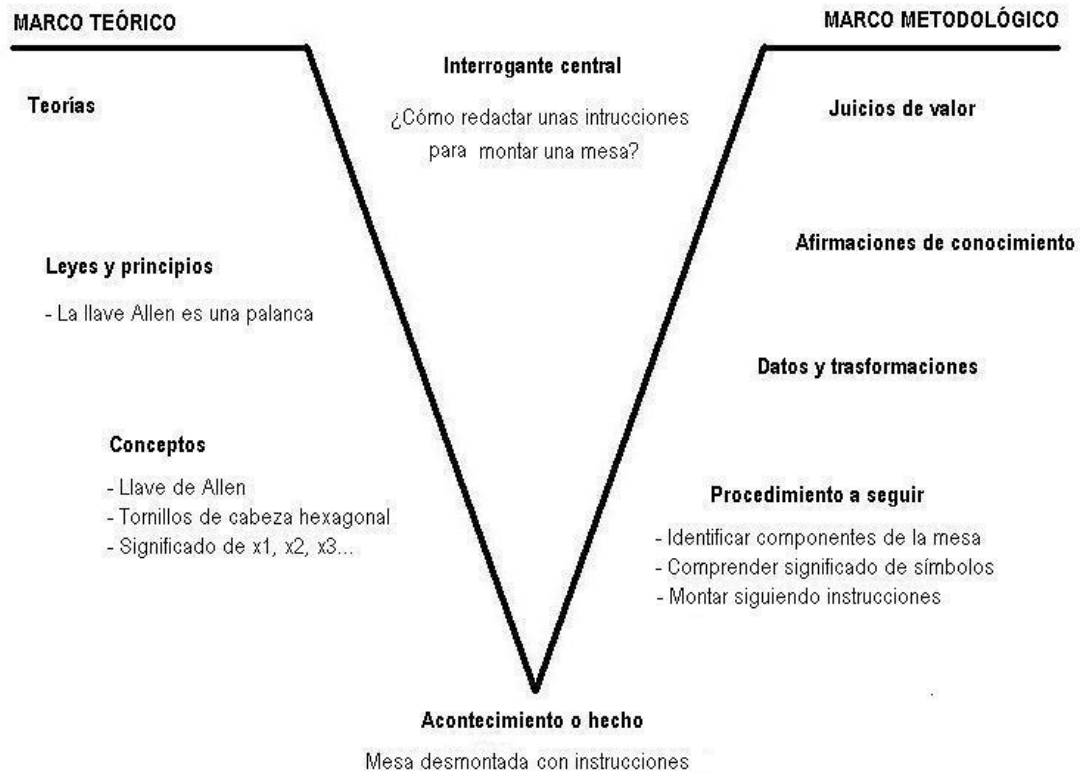 MARCO TEÓRICO
MARCO METODOLÓGICO
Interrogante central
¿Cómo redactar unas intrucciones
para montar una mesa?
Teorías
Leyes y principios
- La llave Allen es una palanca
Conceptos
- Llave de Allen
- Tornillos de cabeza hexagonal
- Significado de x1, x2, x3...
Juicios de valor
Afirmaciones de conocimiento
Datos y trasformaciones
Procedimiento a seguir
- Identificar componentes de la mesa
- Comprender significado de símbolos
- Montar siguiendo instrucciones
Acontecimiento o hecho
Mesa desmontada con instrucciones